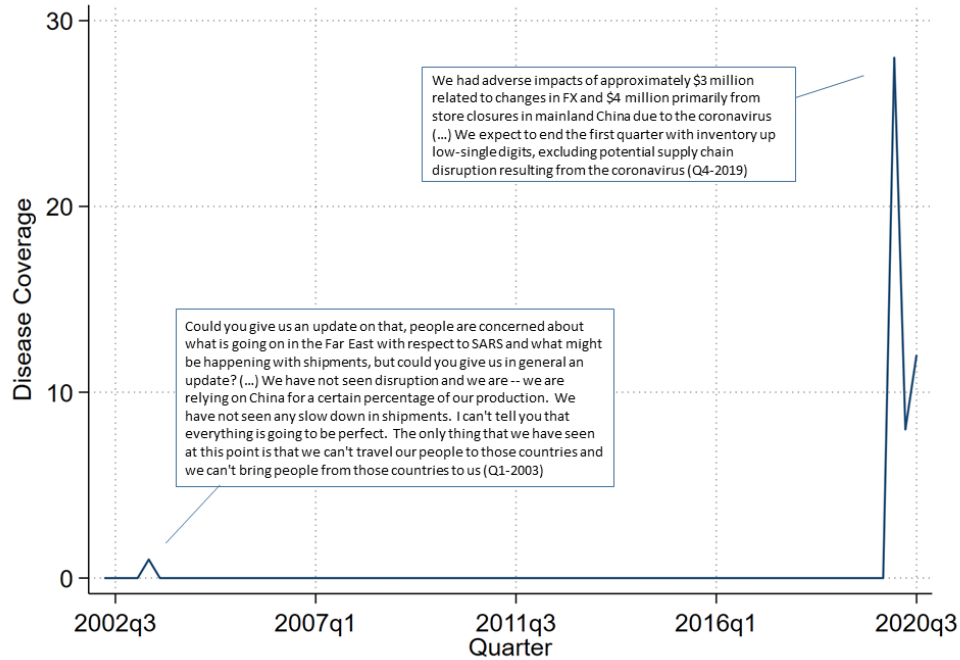 30
We had adverse impacts of approximately $3 million
related to changes in FX and $4 million primarily from
store closures in mainland China due to the coronavirus
(...) We expect to end the first quarter with inventory up
low-single digits, excluding potential supply chain
disruption resulting from the coronavirus (Q4-2019)
20
Disease Coverage
Could you give us an update on that, people are concerned about
what is going on in the Far East with respect to SARS and what might
be happening with shipments, but could you give us in general an
update? (...) We have not seen disruption and we are -- we are
relying on China for a certain percentage of our production. We
have not seen any slow down in shipments. I can't tell you that
everything is going to be perfect. The only thing that we have seen
at this point is that we can't travel our people to those countries and
we can't bring people from those countries to us (Q1-2003)
10
0
2002q3 2007q1 2011q3 2016q1 2020q3
Quarter